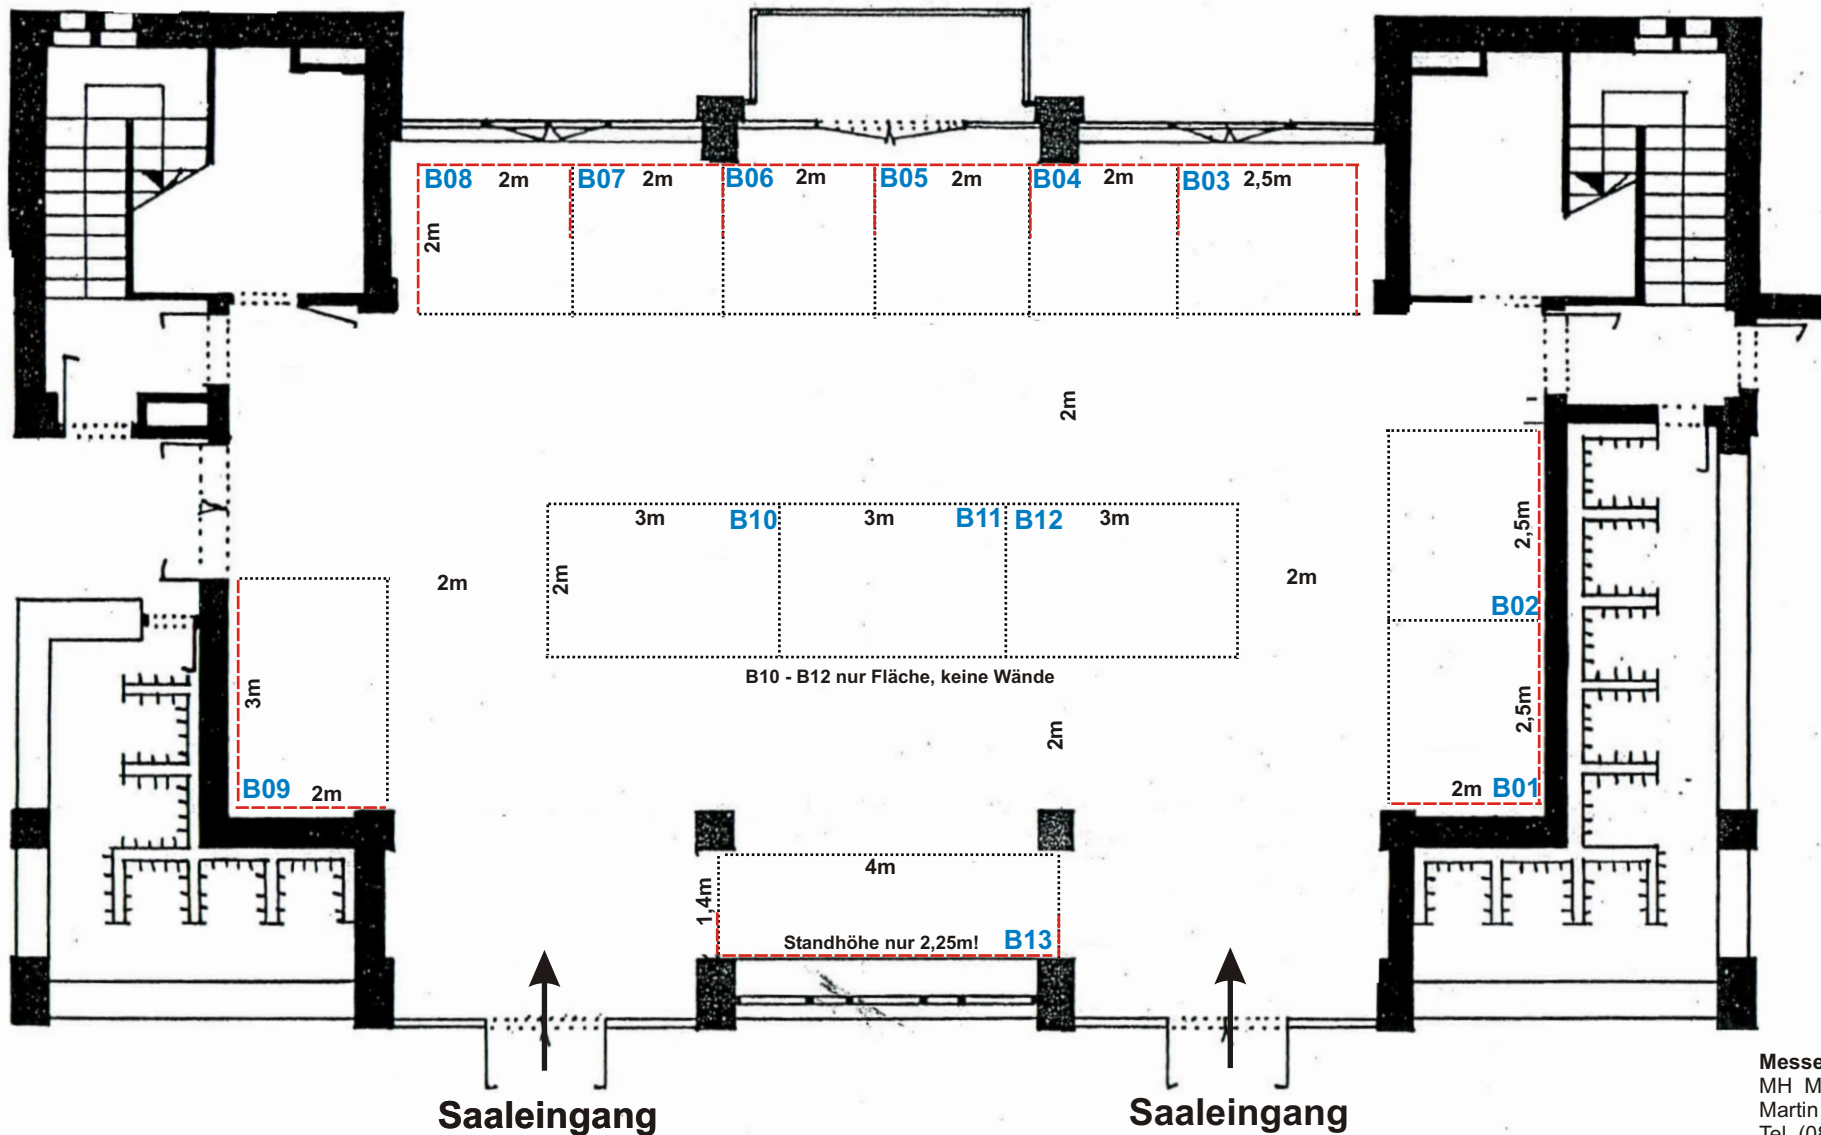 B08 2m B07 2m B06 2m B05 2m B04 2m B03 2,5m
2m
2m
3m B10 3m B11 B12 3m
2m
2m
2m
2,5m
B02
B10 - B12 nur Fläche, keine Wände
3m
2,5m
2m
B09 2m
2m B01
4m
1,4m
Standhöhe nur 2,25m! B13
Saaleingang
Saaleingang
Messe
MH M
Martin
Tel. (08